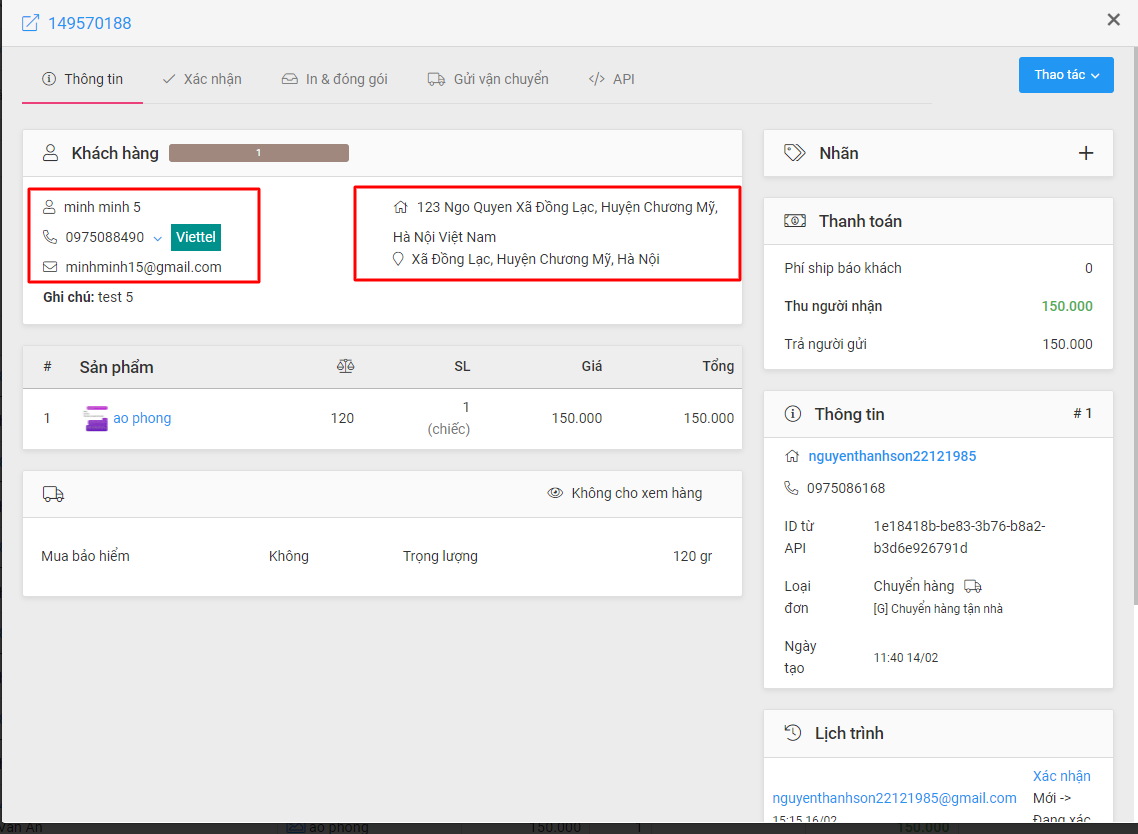 149570188
Thông tin
Xác nhận
In & đóng gói
Gửi vận chuyển
</> API
Thao tác
Khách hàng 1
minh minh 5
0975088490 Viettel
minhminh15@gmail.com
Ghi chú: test 5
123 Ngo Quyen Xã Đồng Lạc, Huyện Chương Mỹ,
Hà Nội Việt Nam
Xã Đồng Lạc, Huyện Chương Mỹ, Hà Nội
# Sản phẩm SL Giá Tổng
1 ao phong 120 1 150.000 150.000
(chiếc)
Không cho xem hàng
Mua bảo hiểm Không Trọng lượng 120 gr
Nhãn
Thanh toán
Phí ship báo khách 0
Thu người nhận 150.000
Trả người gửi 150.000
Thông tin # 1
nguyenthanhson22121985
0975086168
ID từ 1e18418b-be83-3b76-b8a2-
API b3d6e926791d
Loại Chuyển hàng
đơn [G] Chuyển hàng tận nhà
Ngày
tạo 11:40 14/02
Lịch trình
Xác nhận
nguyenthanhson22121985@gmail.com Mới ->
15:15 16/02 Đang xác
Văn An ao phong 150.000 1 150.000